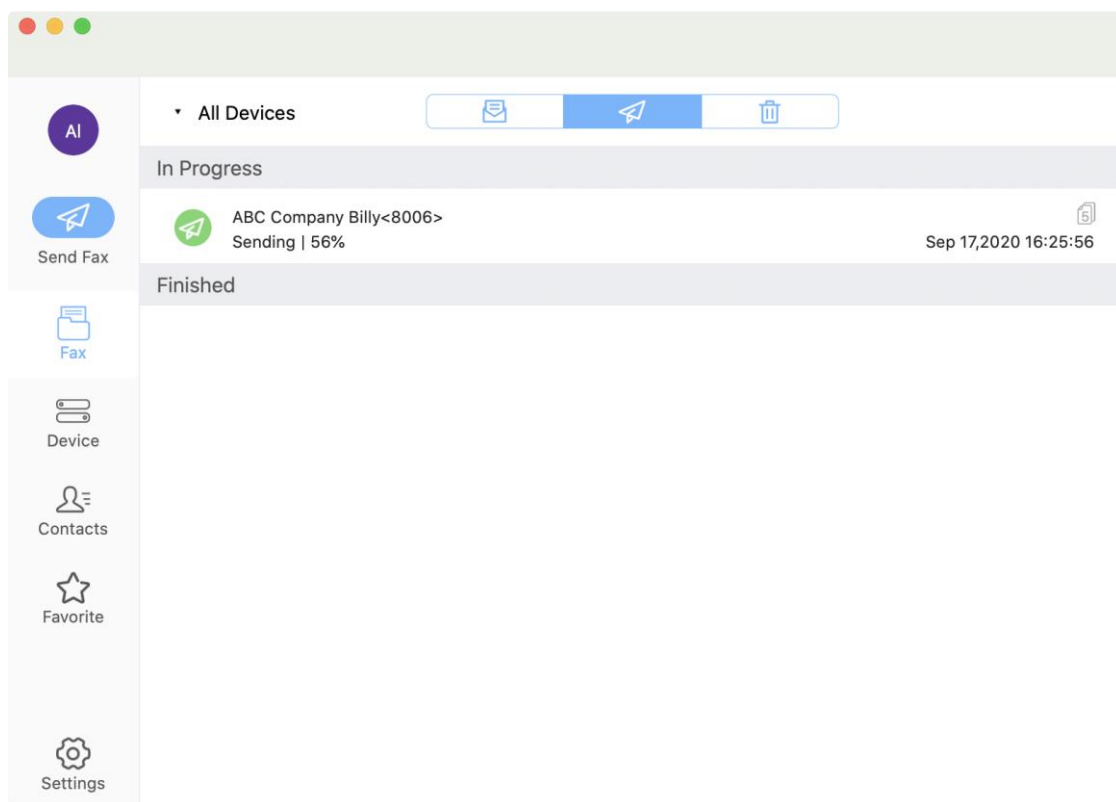 AI
All Devices
In Progress
ABC Company Billy<8006>
5
Sending | 56%
Sep 17,2020 16:25:56
Finished
Send Fax
Fax
Device
Contacts
Favorite
Settings